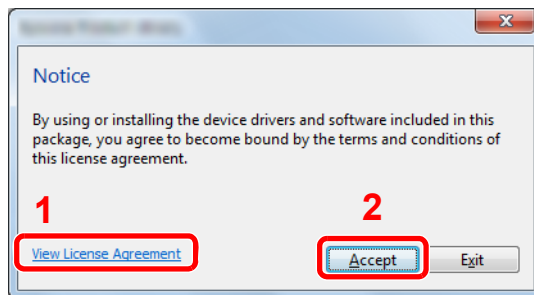 Notice
By using or installing the device drivers and software included in this
package, you agree to become bound by the terms and conditions of
this license agreement.
1
2
View License Agreement
Accept
Exit